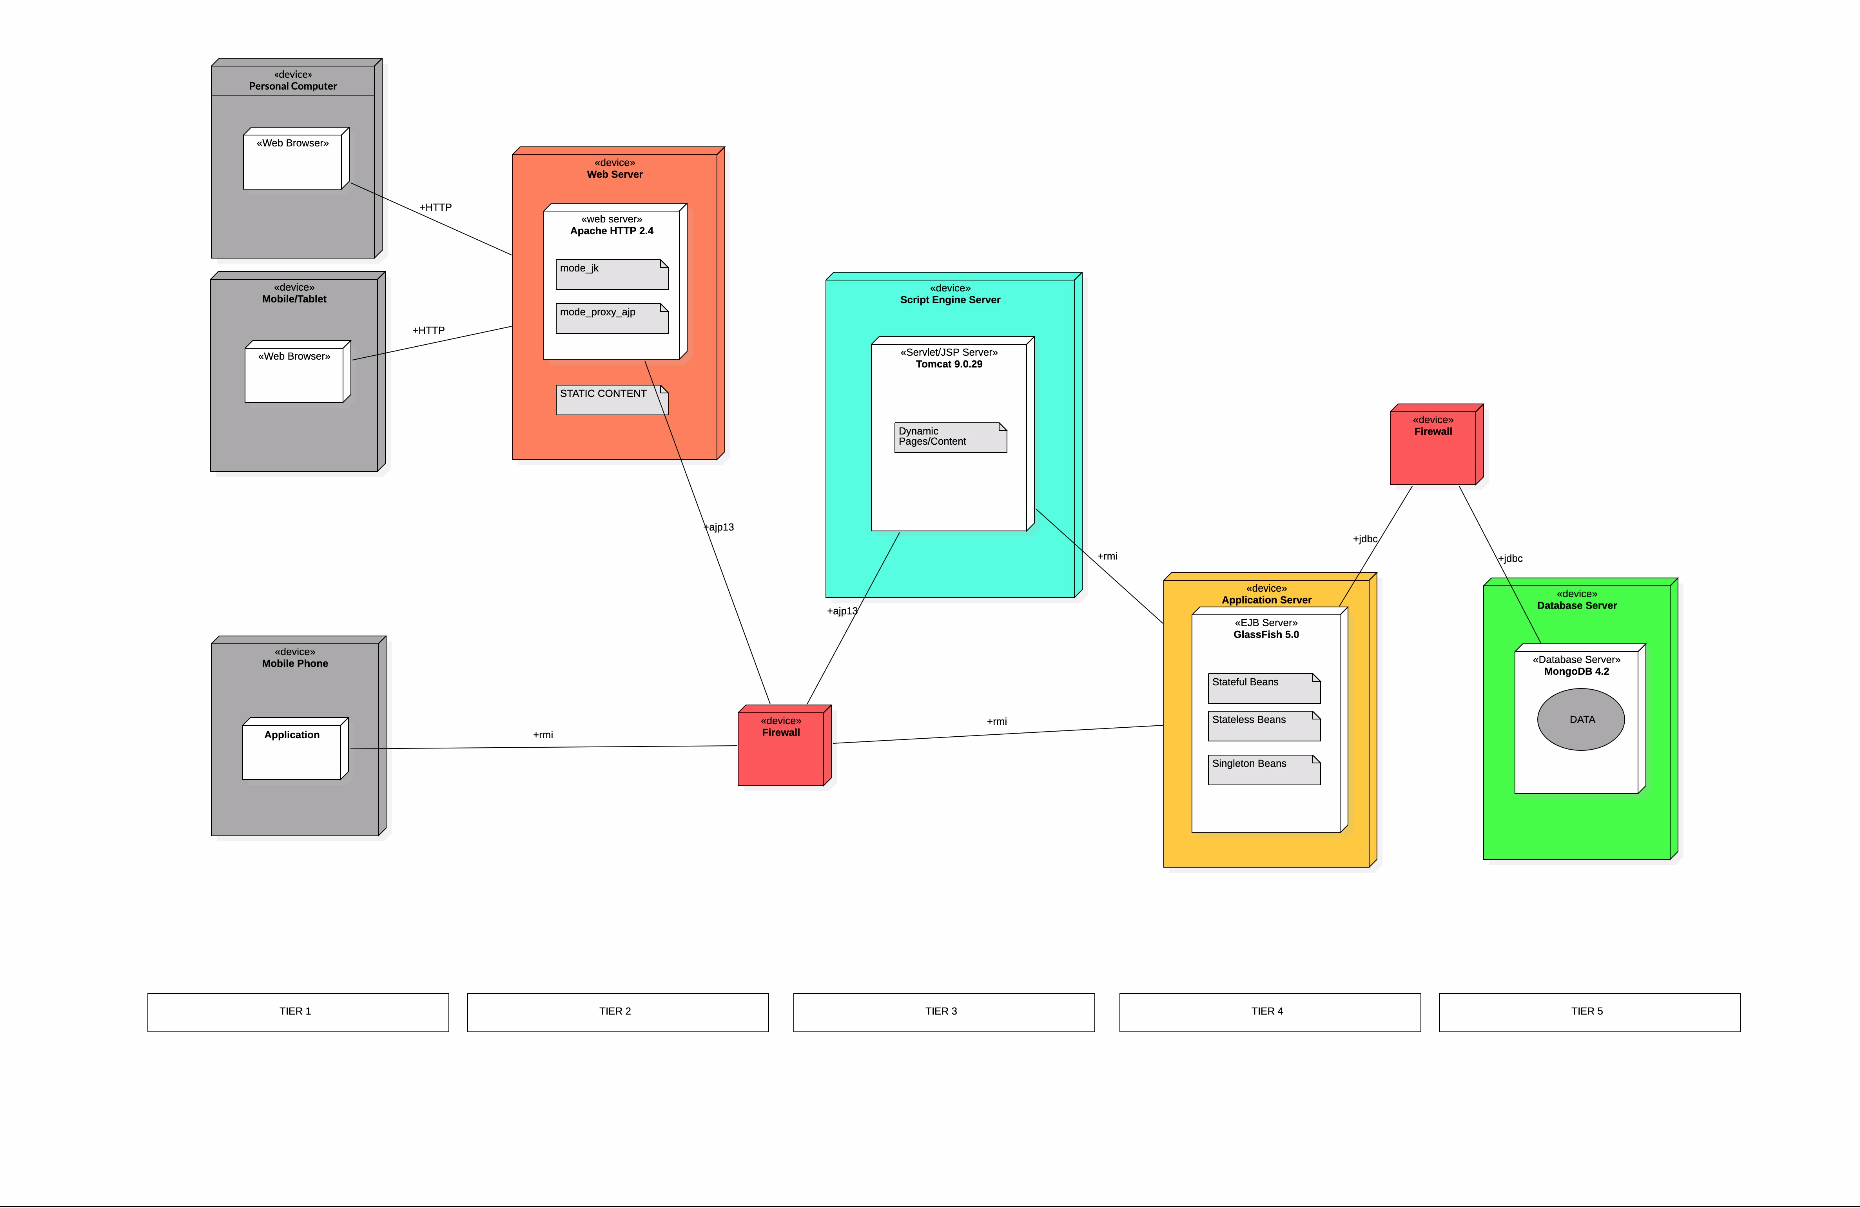 «device»
Personal Computer
«Web Browser»
+HTTP
«device»
Mobile/Tablet
«Web Browser»
+HTTP
«device»
Web Server
«web server»
Apache HTTP 2.4
mode_jk
mode_proxy_ajp
STATIC CONTENT
+ajp13
«device»
Script Engine Server
«Servlet/JSP Server»
Tomcat 9.0.29
Dynamic
Pages/Content
+ajp13
+rmi
«device»
Mobile Phone
Application
+rmi
«device»
Firewall
+rmi
«device»
Application Server
«EJB Server»
GlassFish 5.0
Stateful Beans
Stateless Beans
Singleton Beans
«device»
Firewall
+jdbc
+jdbc
«device»
Database Server
«Database Server»
MongoDB 4.2
DATA
TIER 1
TIER 2
TIER 3
TIER 4
TIER 5